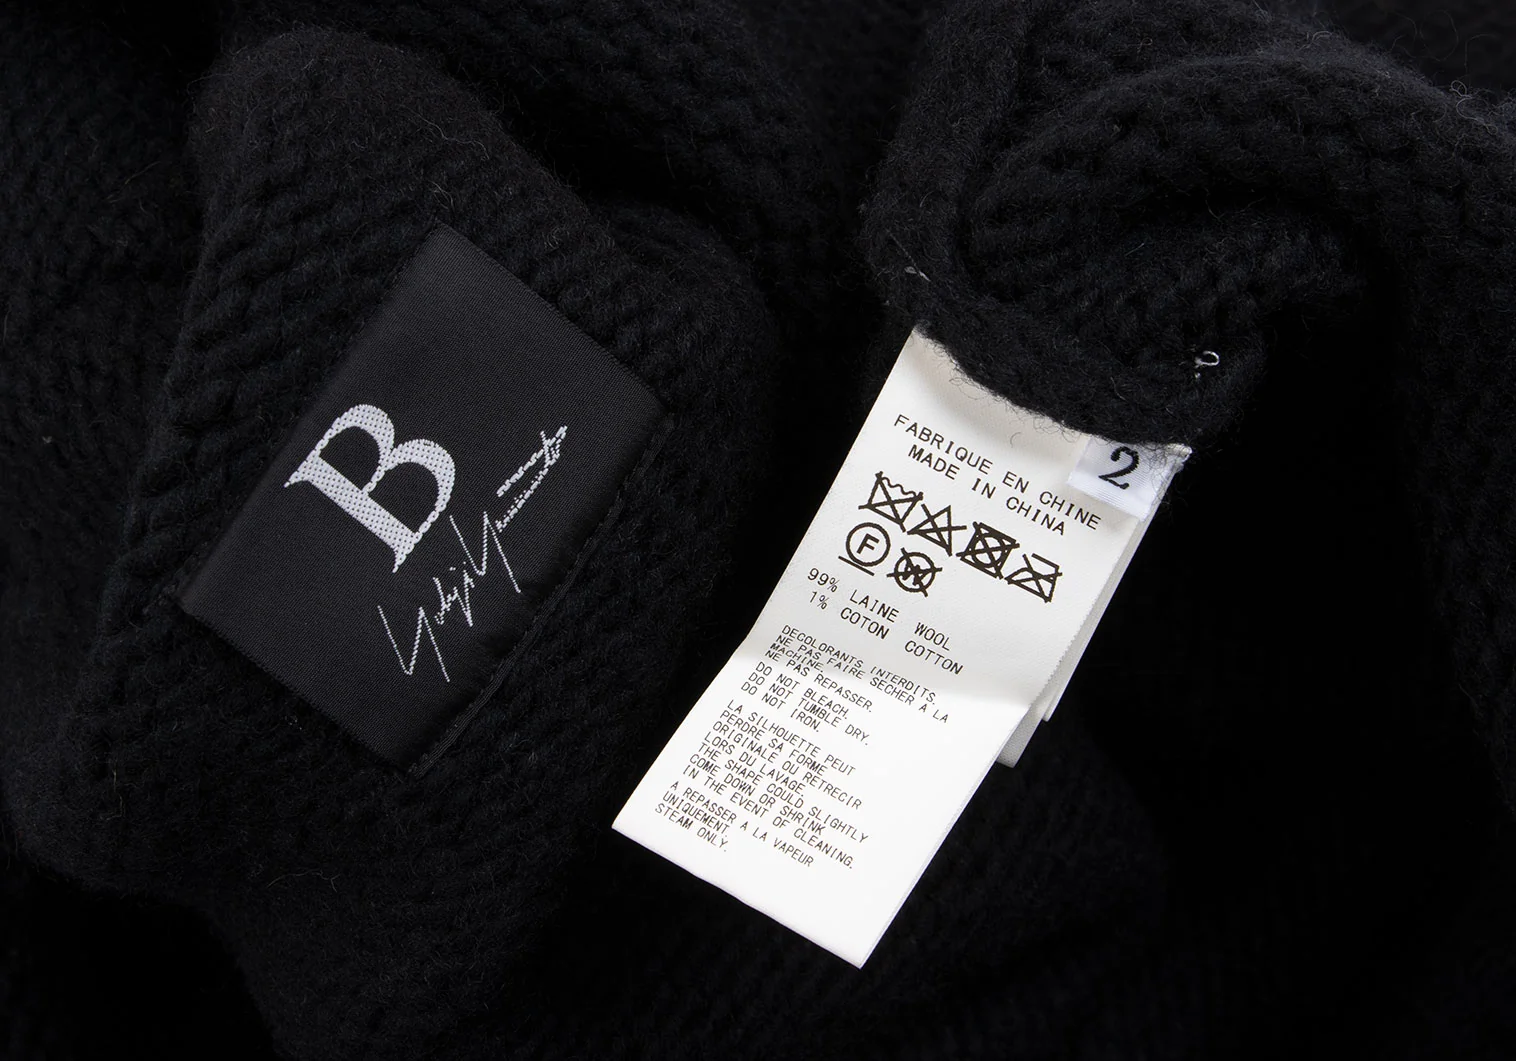 B
Yohji Yamamoto
2
FABRIQUE EN CHINE
MADE IN CHINA
F
W
99% LAINE WOOL
1% COTON COTTON
DECOLORANTS INTERDITS.
NE PAS FAIRE SECHER A LA
MACHINE.
NE PAS REPASSER.
DO NOT BLEACH.
DO NOT TUMBLE DRY.
DO NOT IRON.
LA SILHOUETTE PEUT
PERDRE SA FORME
ORIGINALE OU RETRECIR
LORS DU LAVAGE.
THE SHAPE COULD SLIGHTLY
COME DOWN OR SHRINK
IN THE EVENT OF CLEANING.
A REPASSER A LA VAPEUR
UNIQUEMENT.
STEAM ONLY.